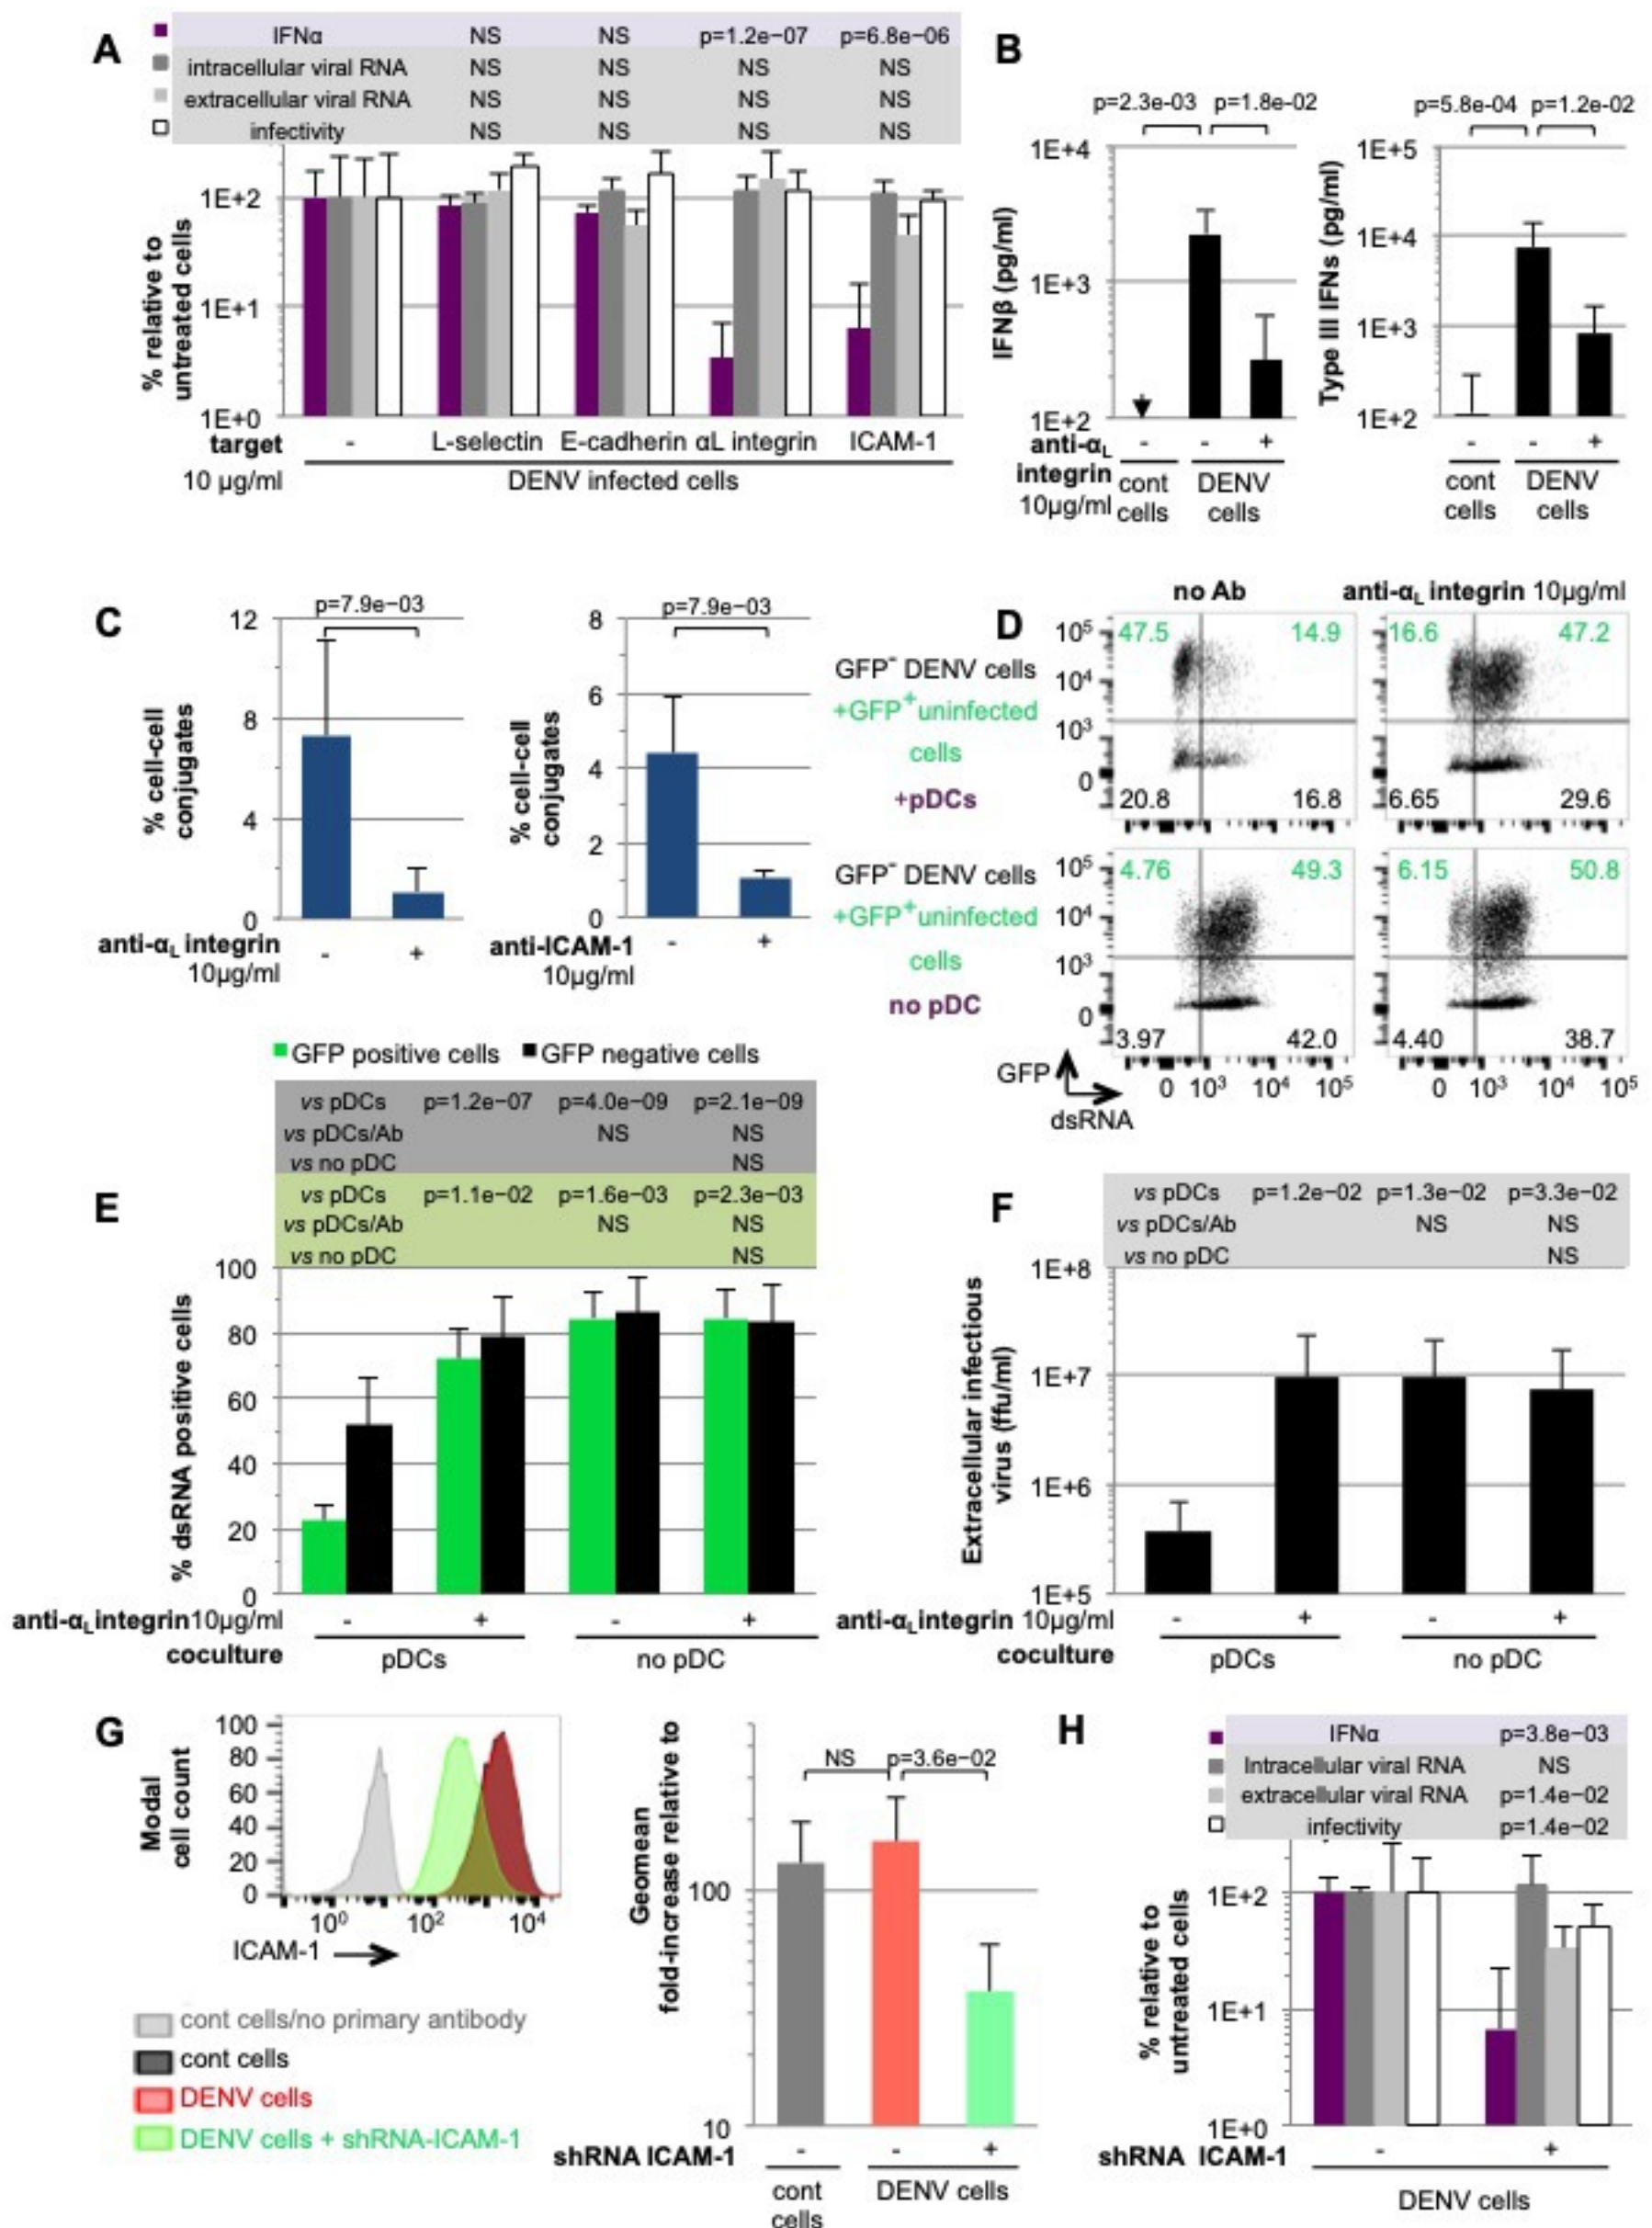 A
IFNα NS NS p=1.2e−07 p=6.8e−06
intracellular viral RNA NS NS NS NS
extracellular viral RNA NS NS NS NS
infectivity NS NS NS NS
% relative to
untreated cells
1E+2
1E+1
1E+0
target - L-selectin E-cadherin αL integrin ICAM-1
10 µg/ml DENV infected cells
B
p=2.3e-03 p=1.8e-02
IFNβ (pg/ml)
1E+4
1E+3
1E+2
anti-αL - - +
integrin
10µg/ml
cont DENV
cells cells
p=5.8e-04 p=1.2e-02
Type III IFNs (pg/ml)
1E+5
1E+4
1E+3
1E+2
- - +
cont DENV
cells cells
C
p=7.9e−03
% cell-cell
conjugates
12
8
4
0
anti-αL integrin - +
10µg/ml
p=7.9e−03
% cell-cell
conjugates
8
6
4
2
0
anti-ICAM-1 - +
10µg/ml
D
no Ab anti-αL integrin 10µg/ml
GFP- DENV cells
+GFP+ uninfected
cells
+pDCs
10⁵
10⁴
10³
0
47.5 14.9 16.6 47.2
20.8 16.8 6.65 29.6
GFP- DENV cells
+GFP+ uninfected
cells
no pDC
10⁵
10⁴
10³
0
4.76 49.3 6.15 50.8
3.97 42.0 4.40 38.7
0 10³ 10⁴ 10⁵ 0 10³ 10⁴ 10⁵
GFP
dsRNA
GFP positive cells GFP negative cells
E
vs pDCs p=1.2e−07 p=4.0e−09 p=2.1e−09
vs pDCs/Ab NS NS
vs no pDC NS
vs pDCs p=1.1e−02 p=1.6e−03 p=2.3e−03
vs pDCs/Ab NS NS
vs no pDC NS
% dsRNA positive cells
100
80
60
40
20
0
anti-αL integrin 10µg/ml - + - +
coculture pDCs no pDC
F
vs pDCs p=1.2e−02 p=1.3e−02 p=3.3e−02
vs pDCs/Ab NS NS
vs no pDC NS
Extracellular infectious
virus (ffu/ml)
1E+8
1E+7
1E+6
1E+5
anti-αL integrin 10µg/ml - + - +
coculture pDCs no pDC
G
Modal
cell count
100
80
60
40
20
0
10⁰ 10² 10⁴
ICAM-1
cont cells/no primary antibody
cont cells
DENV cells
DENV cells + shRNA-ICAM-1
Geomean
fold-increase relative to
NS p=3.6e−02
100
10
shRNA ICAM-1 - - +
cont DENV cells
cells
H
IFNα p=3.8e−03
Intracellular viral RNA NS
extracellular viral RNA p=1.4e−02
infectivity p=1.4e−02
% relative to
untreated cells
1E+2
1E+1
1E+0
shRNA ICAM-1 - +
DENV cells